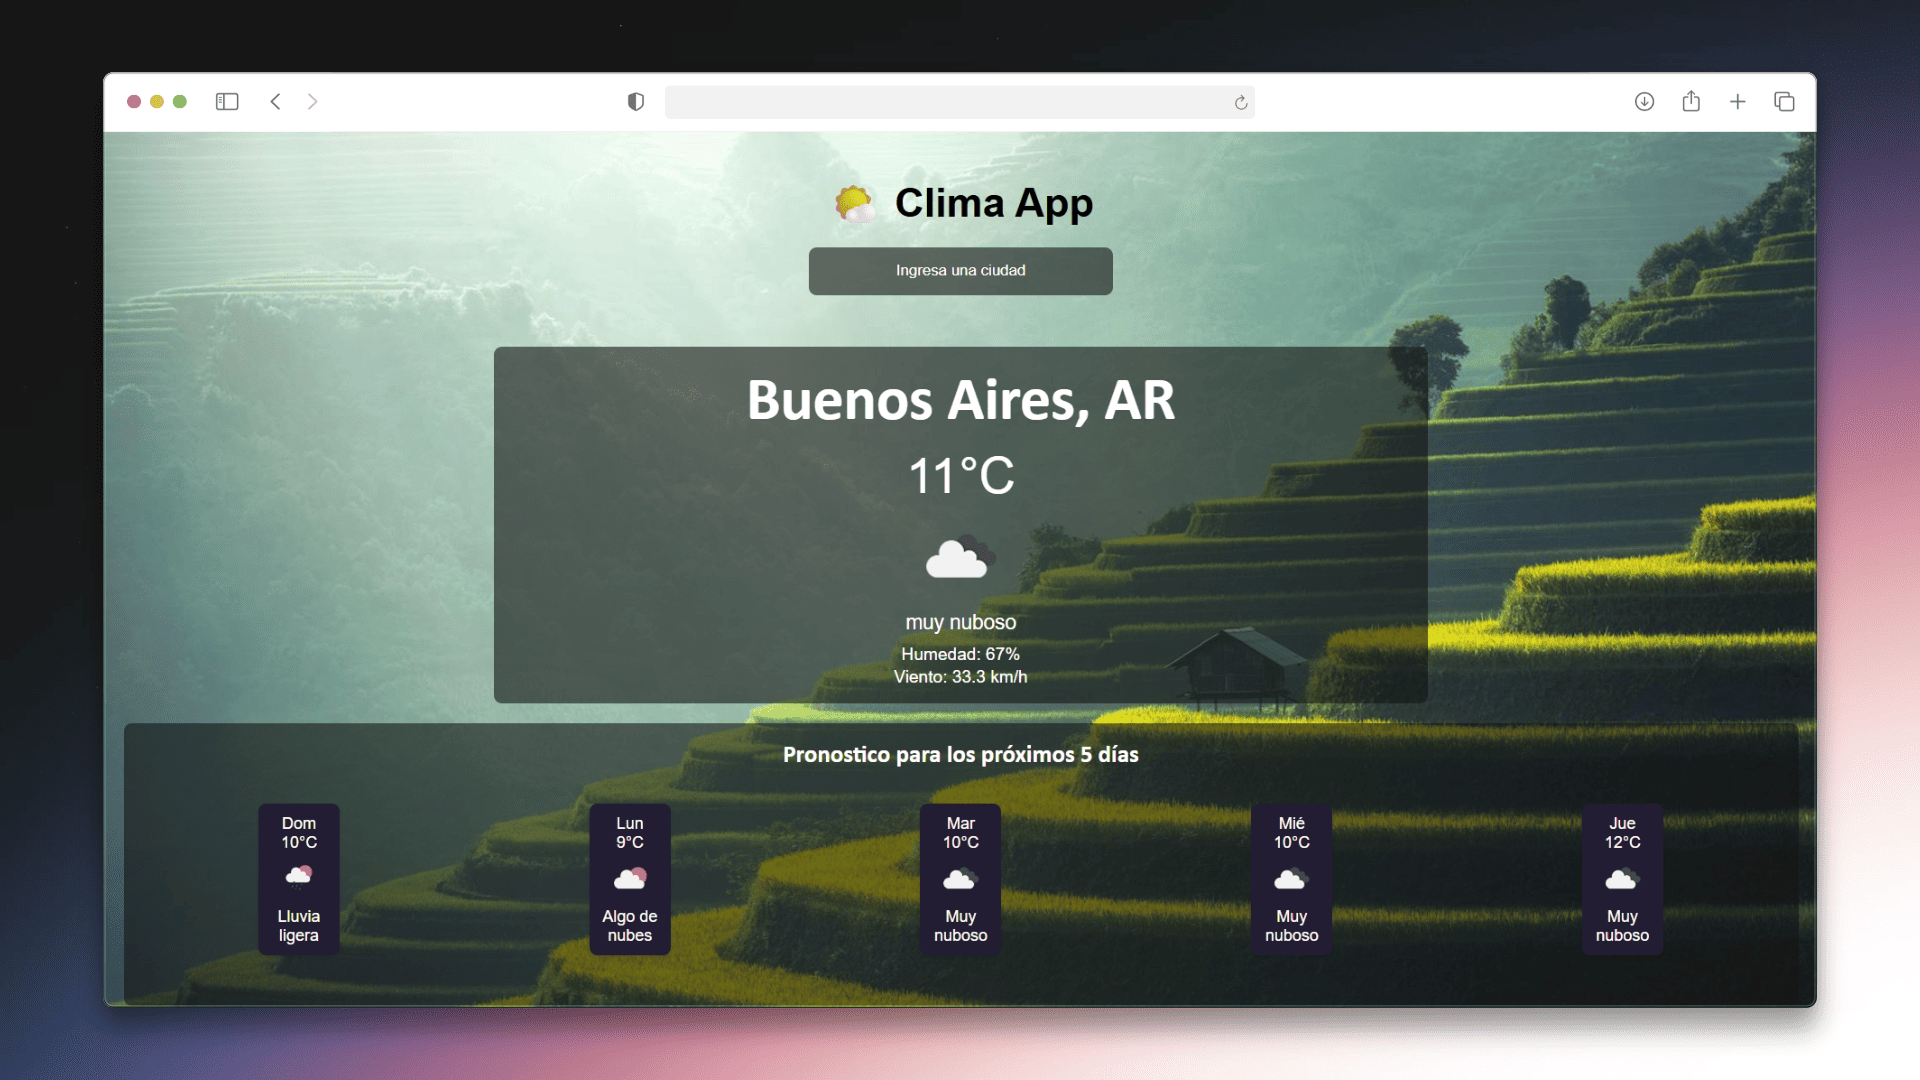 Clima App
Ingresa una ciudad
Buenos Aires, AR
11°C
muy nuboso
Humedad: 67%
Viento: 33.3 km/h
Pronostico para los próximos 5 días
Dom
10°C
Lluvia
ligera
Lun
9°C
Algo de
nubes
Mar
10°C
Muy
nuboso
Mié
10°C
Muy
nuboso
Jue
12°C
Muy
nuboso